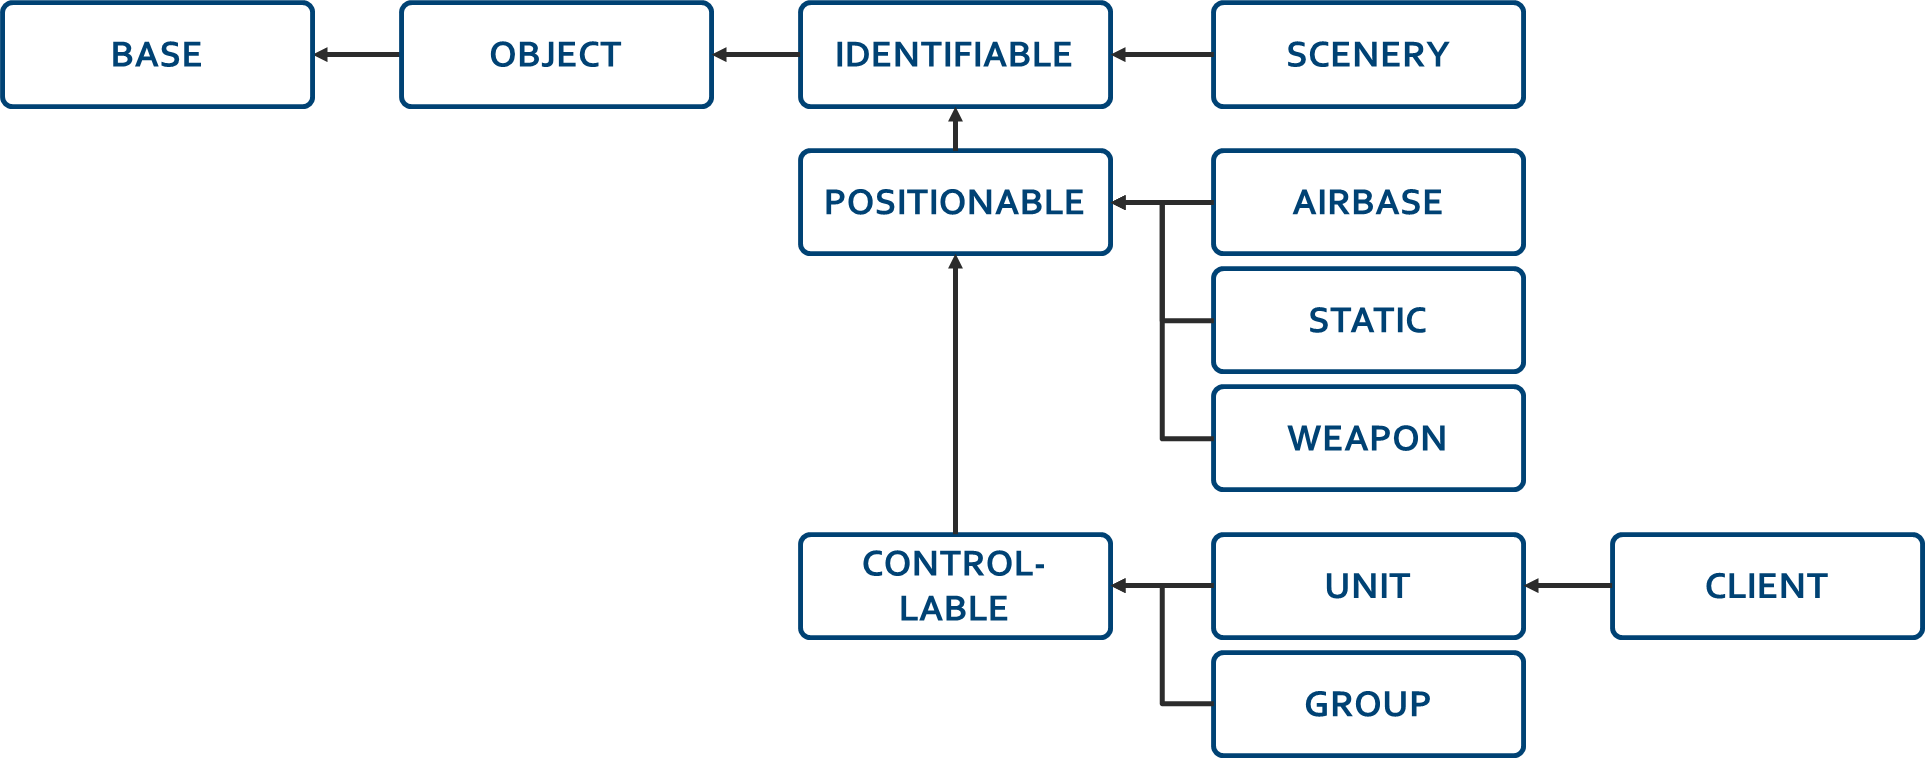 BASE
OBJECT
IDENTIFIABLE
SCENERY
POSITIONABLE
AIRBASE
STATIC
WEAPON
CONTROL-
LABLE
UNIT
CLIENT
GROUP